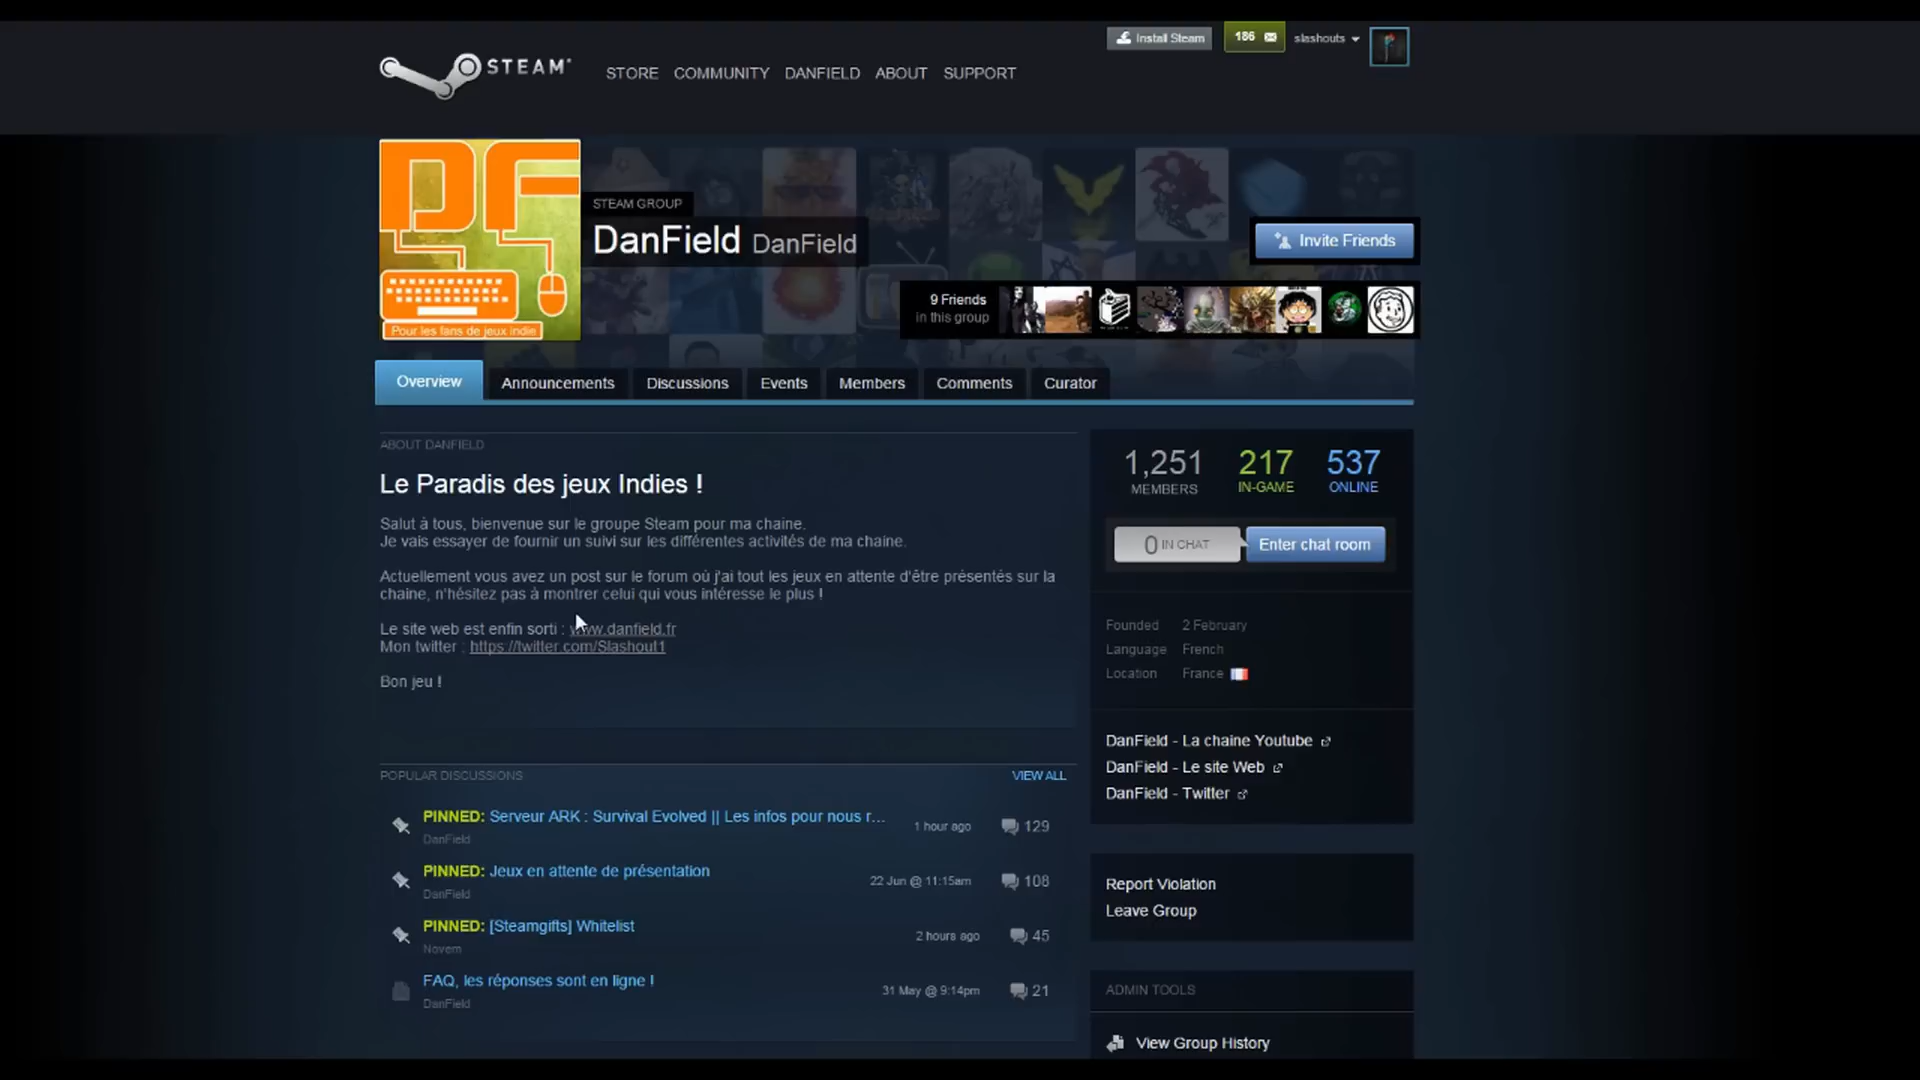 Install Steam
186
slashouts
STEAM®
STORE COMMUNITY DANFIELD ABOUT SUPPORT
DF
Pour les fans de jeux indie
STEAM GROUP
DanField DanField
Invite Friends
9 Friends
in this group
Overview Announcements Discussions Events Members Comments Curator
ABOUT DANFIELD
Le Paradis des jeux Indies !
Salut à tous, bienvenue sur le groupe Steam pour ma chaine.
Je vais essayer de fournir un suivi sur les différentes activités de ma chaine.
Actuellement vous avez un post sur le forum où j'ai tout les jeux en attente d'être présentés sur la
chaine, n'hésitez pas à montrer celui qui vous intéresse le plus !
Le site web est enfin sorti : www.danfield.fr
Mon twitter : https://twitter.com/Slashout1
Bon jeu !
1,251 217 537
MEMBERS IN-GAME ONLINE
0 IN CHAT Enter chat room
Founded 2 February
Language French
Location France
DanField - La chaine Youtube
DanField - Le site Web
DanField - Twitter
Report Violation
Leave Group
ADMIN TOOLS
View Group History
POPULAR DISCUSSIONS VIEW ALL
PINNED: Serveur ARK : Survival Evolved || Les infos pour nous r... 1 hour ago 129
DanField
PINNED: Jeux en attente de présentation 22 Jun @ 11:15am 108
DanField
PINNED: [Steamgifts] Whitelist 2 hours ago 45
Novem
FAQ, les réponses sont en ligne ! 31 May @ 9:14pm 21
DanField